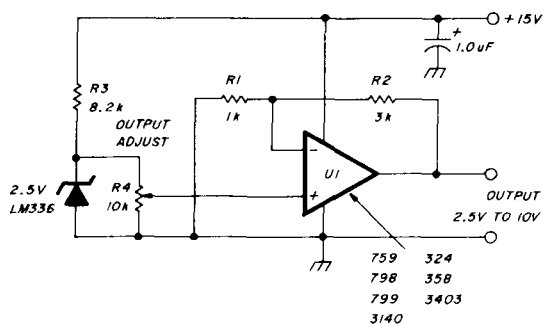 +15V
+
1.0uF
R3
8.2k
R1
1k
R2
3k
OUTPUT
ADJUST
2.5V
LM336
R4
10k
-
+
U1
OUTPUT
2.5V TO 10V
759 324
798 358
799 3403
3140